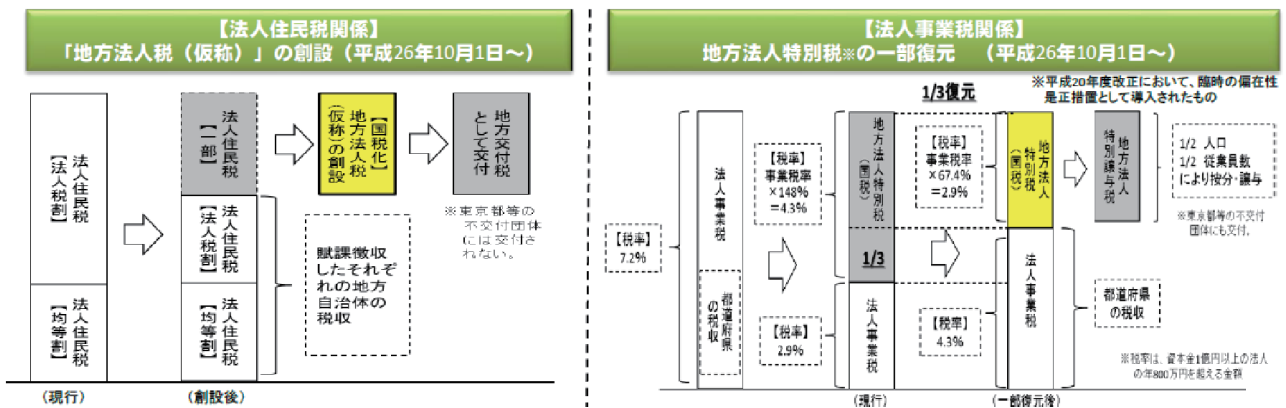 【法人住民税関係】
「地方法人税（仮称）」の創設（平成26年10月1日～）
法人住民税
【法人税割】
法人住民税
【均等割】
（現行）
法人住民税
【一部】
法人住民税
【法人税割】
法人住民税
【均等割】
（創設後）
【国税化】
地方法人税
（仮称）の創設
地方交付税
として交付
※東京都等の
不交付団体
には交付さ
れない。
賦課徴収
したそれぞ
れの地方
自治体の
税収
【法人事業税関係】
地方法人特別税※の一部復元　（平成26年10月1日～）
※平成20年度改正において、臨時の偏在性
是正措置として導入されたもの
1/3復元
【税率】
7.2%
法人事業税
都道府県
の税収
【税率】
事業税率
×148%
＝4.3%
【税率】
2.9%
地方法人特別税
（国税）
1/3
法人事業税
（現行）
【税率】
事業税率
×67.4%
＝2.9%
【税率】
4.3%
地方法人
特別税
（国税）
法人事業税
（一部復元後）
地方法人
特別譲与税
1/2 人口
1/2 従業員数
により按分・譲与
※東京都等の不交付
団体にも交付。
都道府県
の税収
※税率は、資本金1億円以上の法人
の年800万円を超える金額